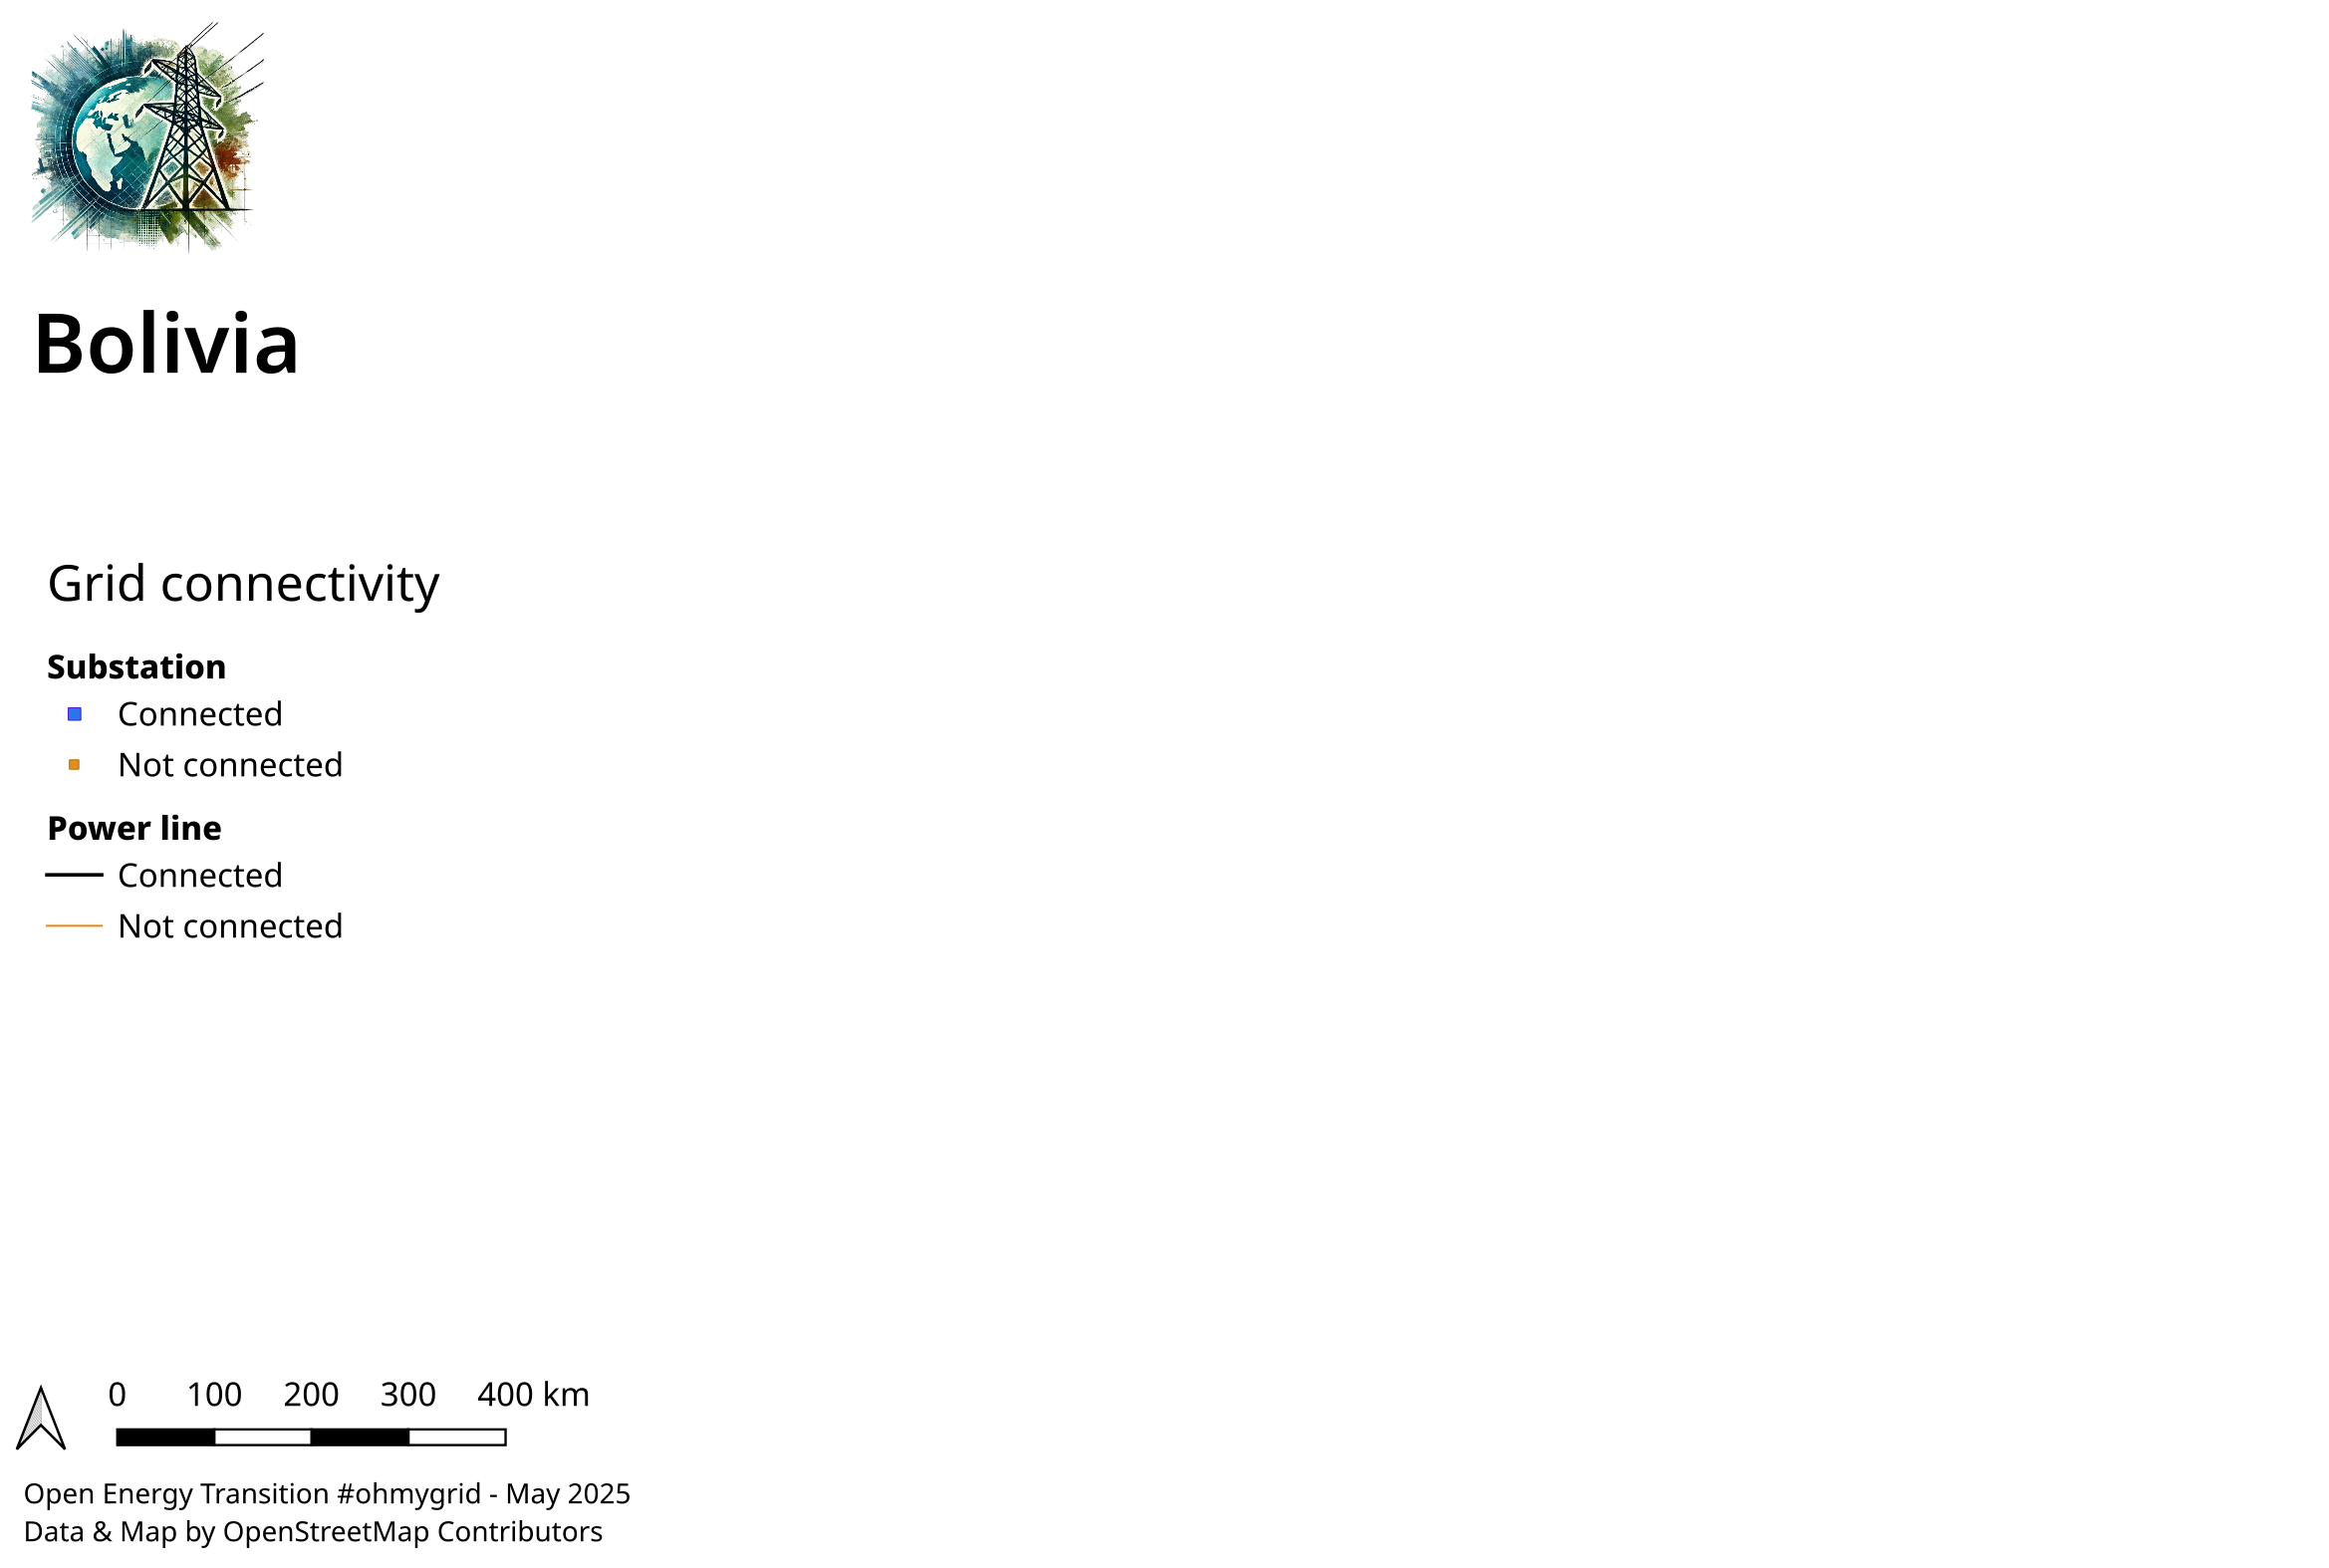 Bolivia
Grid connectivity
Substation
Connected
Not connected
Power line
Connected
Not connected
0 100 200 300 400 km
Open Energy Transition #ohmygrid - May 2025
Data & Map by OpenStreetMap Contributors